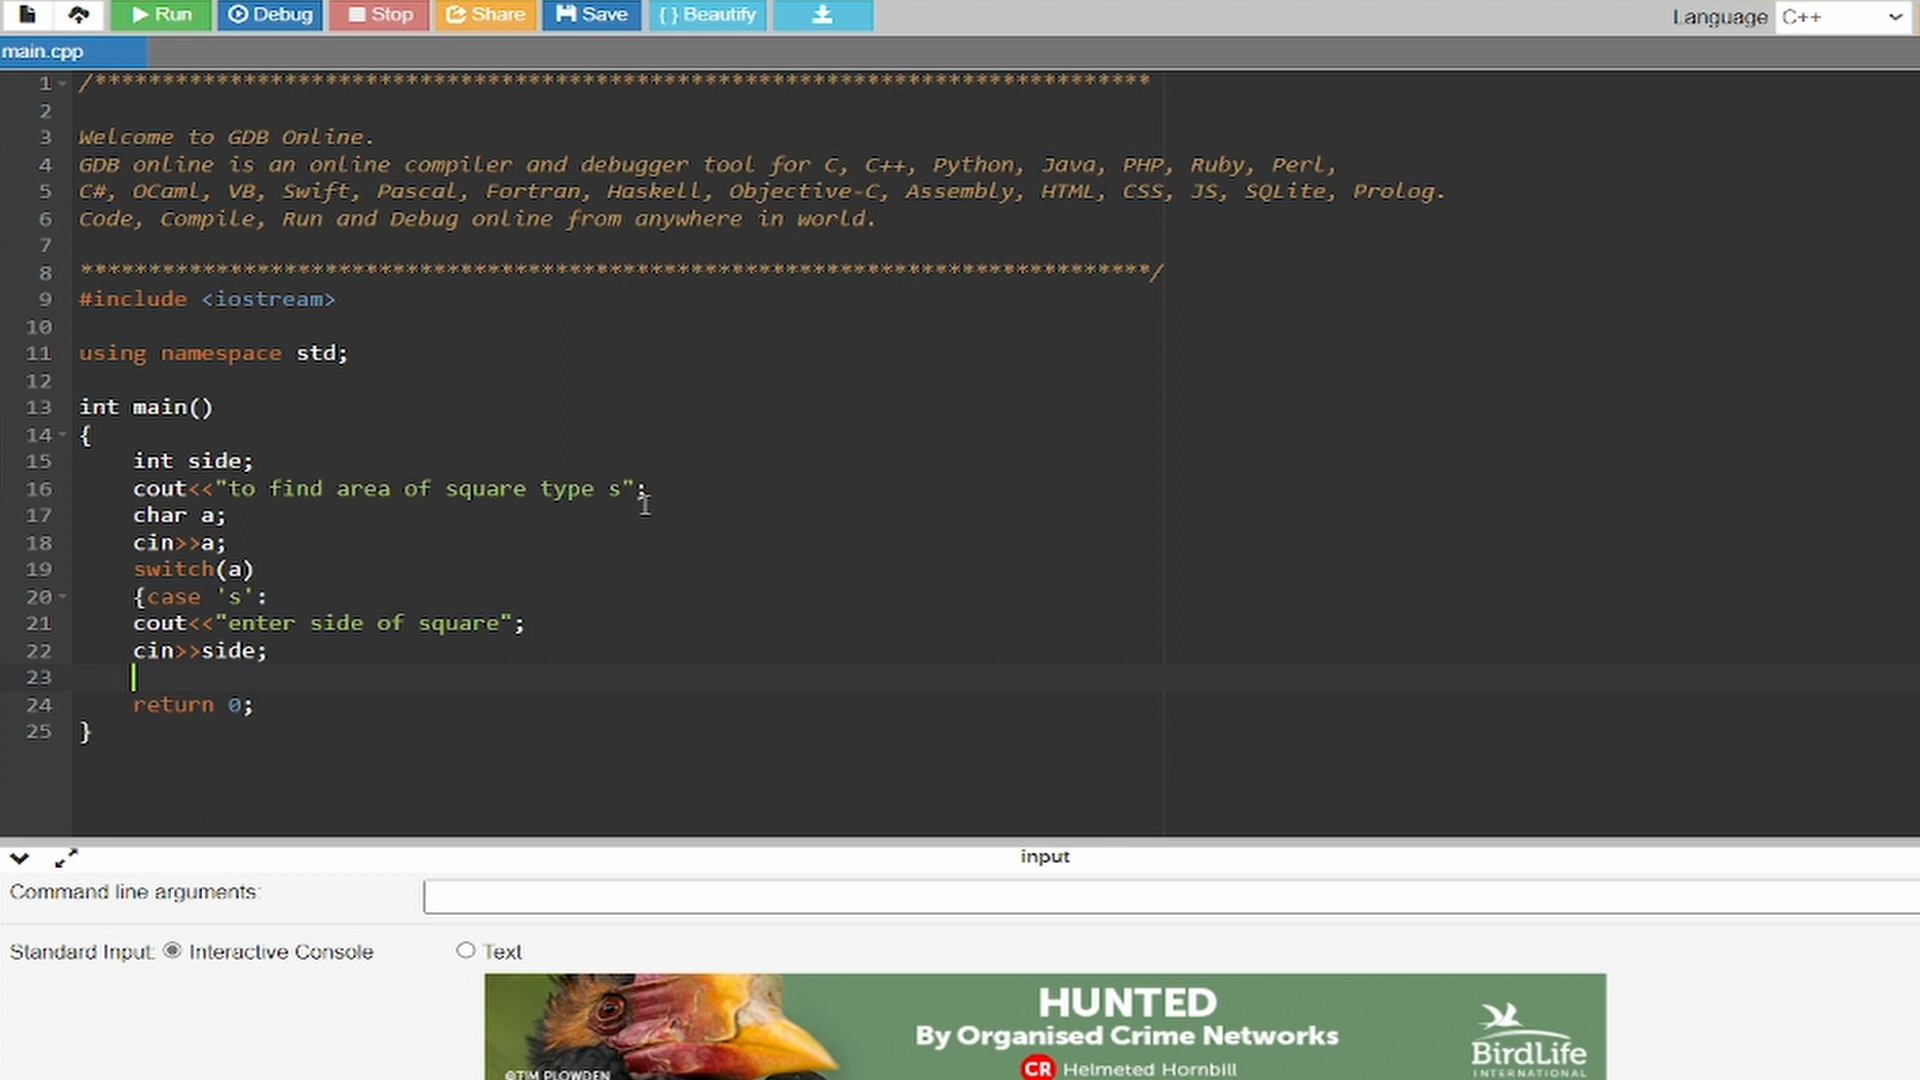 Run Debug Stop Share Save { } Beautify Language C++
main.cpp
1 /******************************************************************************
2
3 Welcome to GDB Online.
4 GDB online is an online compiler and debugger tool for C, C++, Python, Java, PHP, Ruby, Perl,
5 C#, OCaml, VB, Swift, Pascal, Fortran, Haskell, Objective-C, Assembly, HTML, CSS, JS, SQLite, Prolog.
6 Code, Compile, Run and Debug online from anywhere in world.
7
8 *******************************************************************************/
9 #include <iostream>
10
11 using namespace std;
12
13 int main()
14 {
15 int side;
16 cout<<"to find area of square type s";
17 char a;
18 cin>>a;
19 switch(a)
20 {case 's':
21 cout<<"enter side of square";
22 cin>>side;
23
24 return 0;
25 }
input
Command line arguments:
Standard Input: Interactive Console Text
HUNTED
By Organised Crime Networks
CR Helmeted Hornbill
©TIM PLOWDEN
BirdLife
INTERNATIONAL